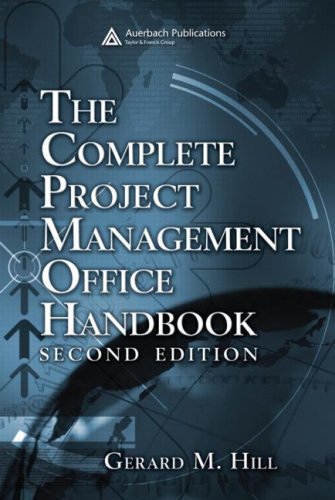 Auerbach Publications
Taylor & Francis Group
THE
COMPLETE
PROJECT
MANAGEMENT
OFFICE
HANDBOOK
SECOND EDITION
GERARD M. HILL